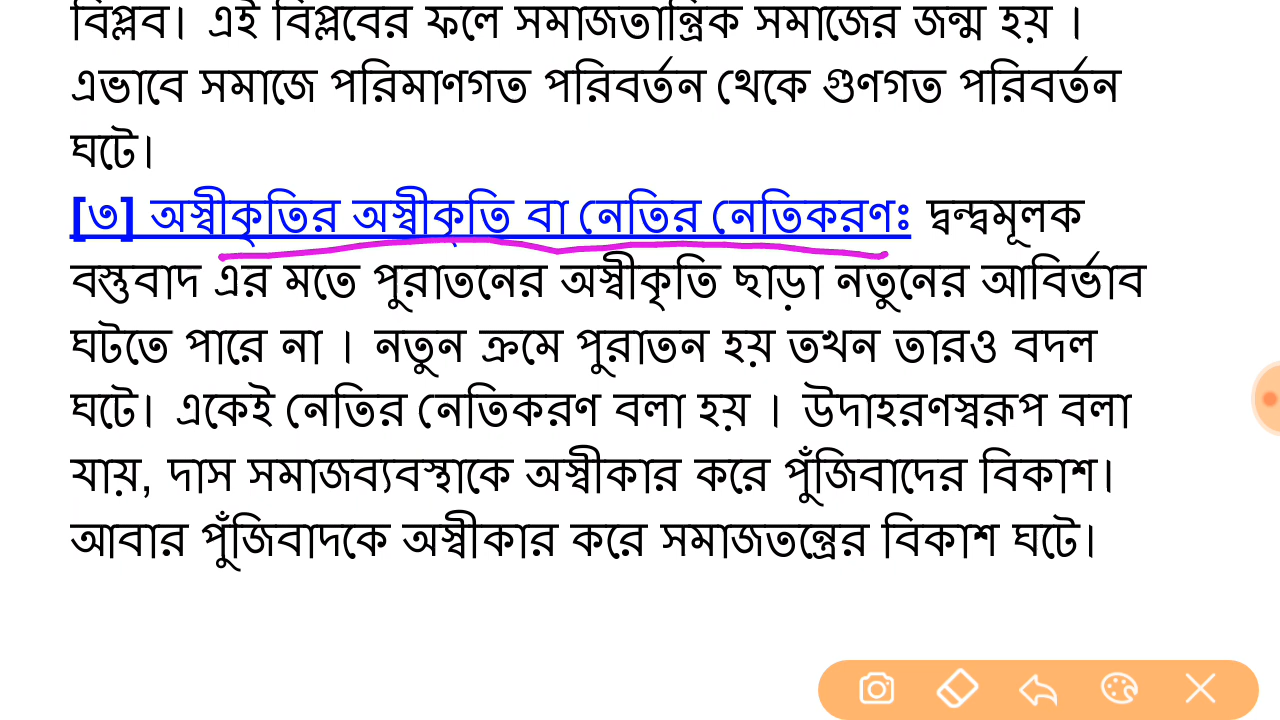 বিপ্লব। এই বিপ্লবের ফলে সমাজতান্ত্রিক সমাজের জন্ম হয় ।
এভাবে সমাজে পরিমাণগত পরিবর্তন থেকে গুণগত পরিবর্তন
ঘটে।
[৩] অস্বীকৃতির অস্বীকৃতি বা নেতির নেতিকরণঃ দ্বন্দ্বমূলক
বস্তুবাদ এর মতে পুরাতনের অস্বীকৃতি ছাড়া নতুনের আবির্ভাব
ঘটতে পারে না । নতুন ক্রমে পুরাতন হয় তখন তারও বদল
ঘটে। একেই নেতির নেতিকরণ বলা হয় । উদাহরণস্বরূপ বলা
যায়, দাস সমাজব্যবস্থাকে অস্বীকার করে পুঁজিবাদের বিকাশ।
আবার পুঁজিবাদকে অস্বীকার করে সমাজতন্ত্রের বিকাশ ঘটে।